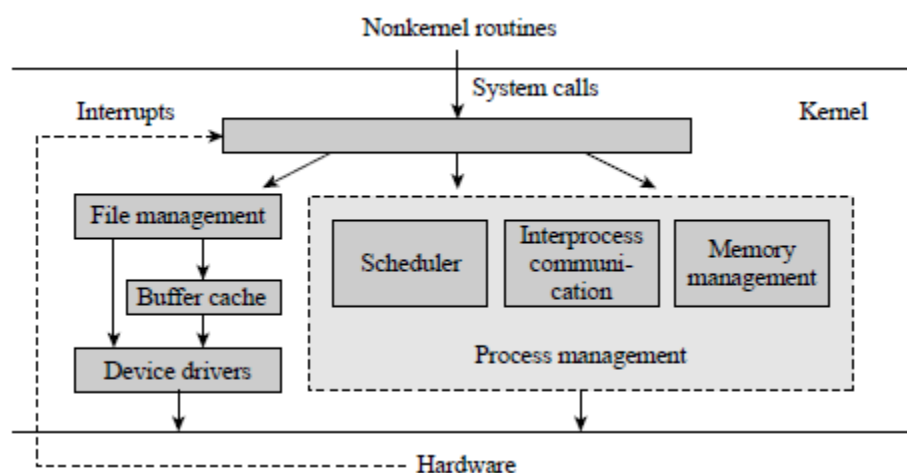 Nonkernel routines
System calls
Interrupts
Kernel
File management
Scheduler
Interprocess
communi-
cation
Memory
management
Buffer cache
Process management
Device drivers
Hardware